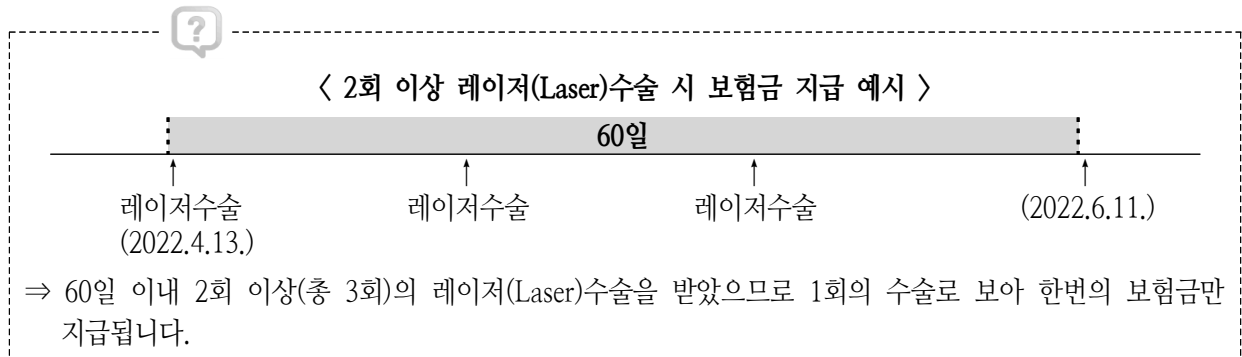 ?
〈 2회 이상 레이저(Laser)수술 시 보험금 지급 예시 〉
60일
레이저수술 레이저수술 레이저수술 (2022.6.11.)
(2022.4.13.)
⇒ 60일 이내 2회 이상(총 3회)의 레이저(Laser)수술을 받았으므로 1회의 수술로 보아 한번의 보험금만
지급됩니다.